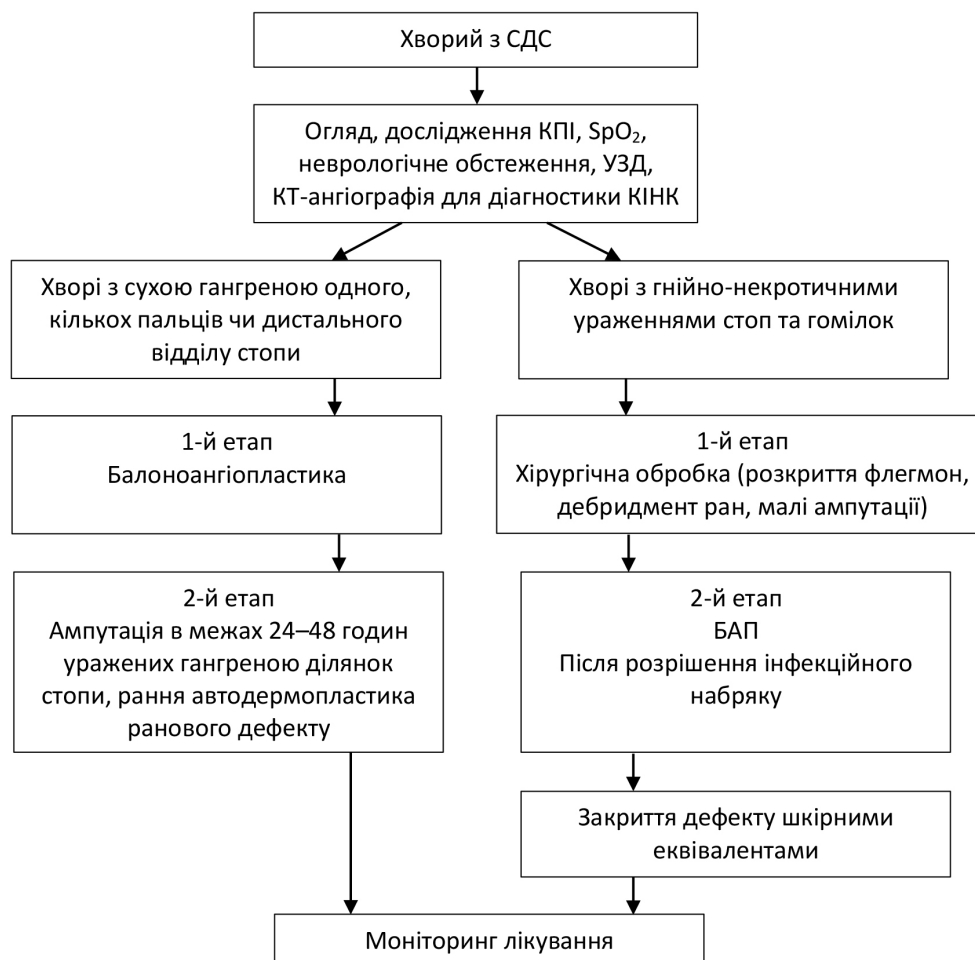 Хворий з СДС
Огляд, дослідження КПІ, SpO₂,
неврологічне обстеження, УЗД,
КТ-ангіографія для діагностики КІНК
Хворі з сухою гангреною одного,
кількох пальців чи дистального
відділу стопи
Хворі з гнійно-некротичними
ураженнями стоп та гомілок
1-й етап
Балоноангіопластика
1-й етап
Хірургічна обробка (розкриття флегмон,
дебридмент ран, малі ампутації)
2-й етап
Ампутація в межах 24–48 годин
уражених гангреною ділянок
стопи, рання автодермопластика
ранового дефекту
2-й етап
БАП
Після розрішення інфекційного
набряку
Закриття дефекту шкірними
еквівалентами
Моніторинг лікування